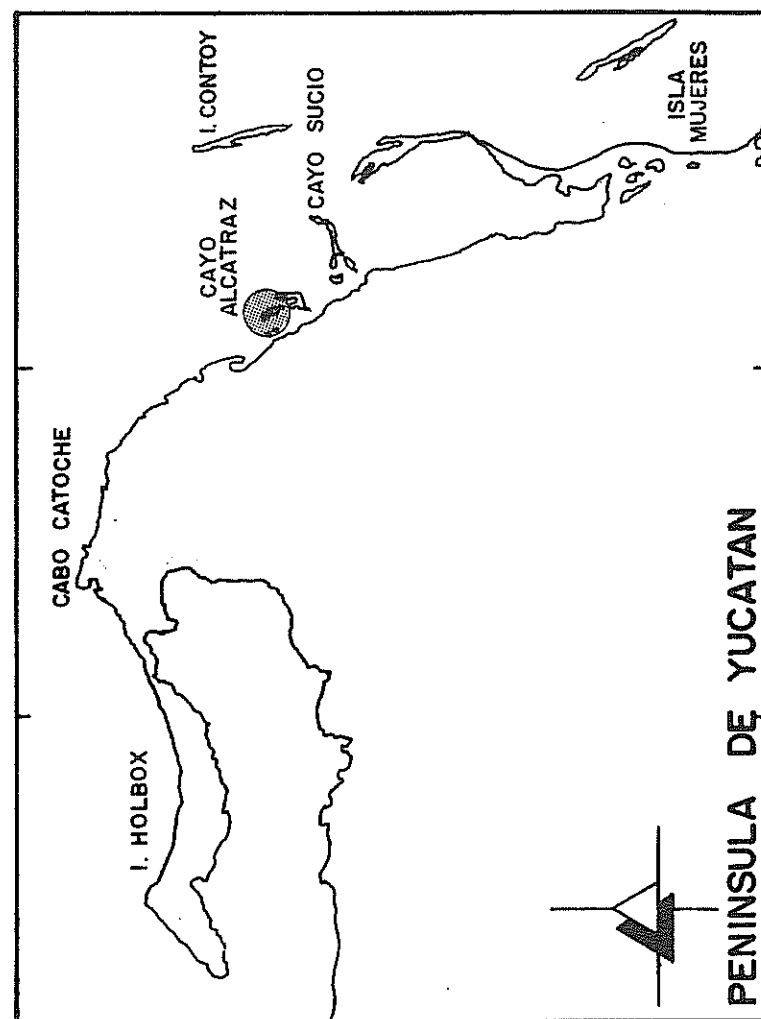 CABO CATOCHE
I. HOLBOX
CAYO
ALCATRAZ
I. CONTOY
CAYO SUCIO
ISLA
MUJERES
PENINSULA DE YUCATAN